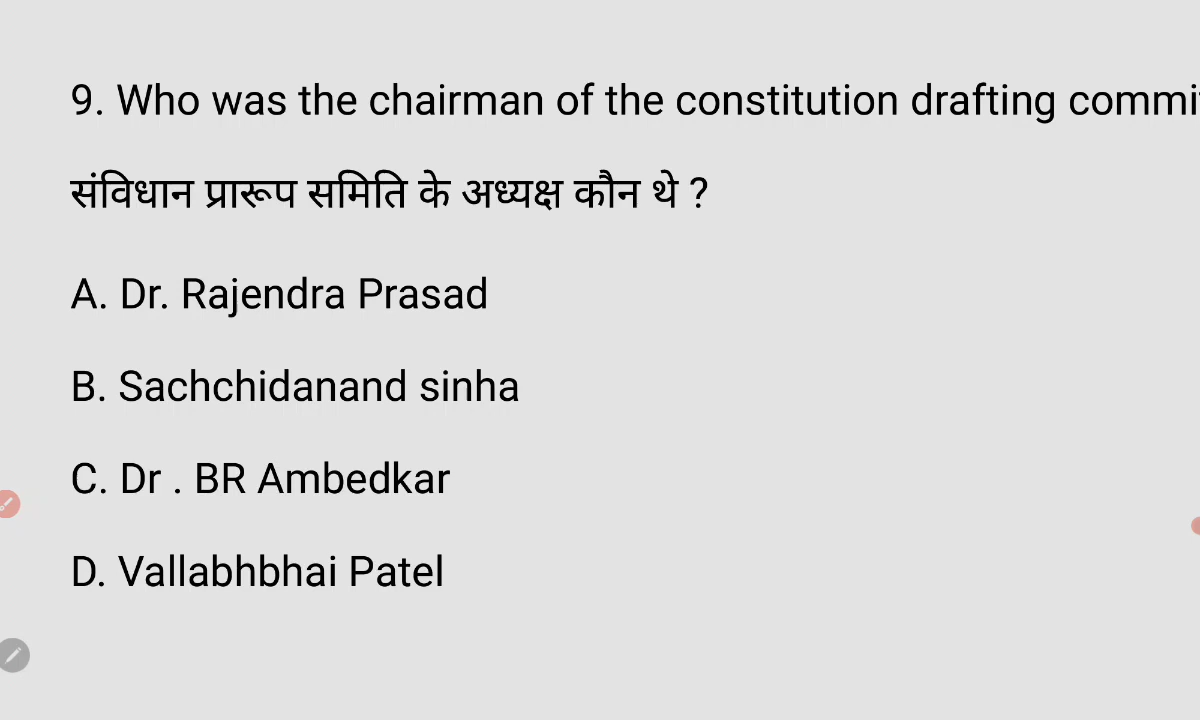 9. Who was the chairman of the constitution drafting
संविधान प्रारूप समिति के अध्यक्ष कौन थे ?
A. Dr. Rajendra Prasad
B. Sachchidanand sinha
C. Dr . BR Ambedkar
D. Vallabhbhai Patel